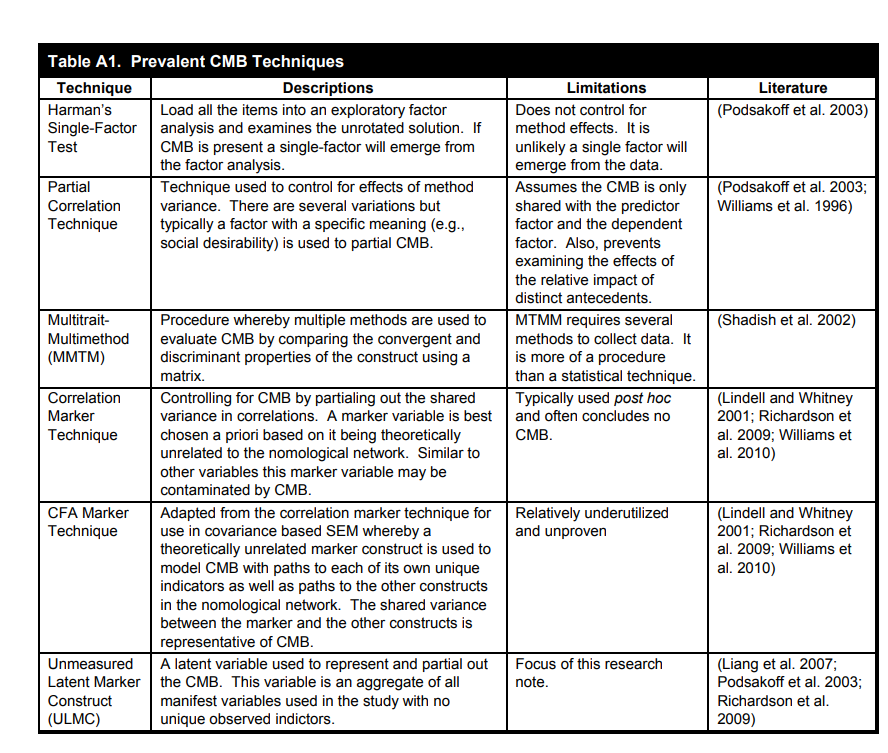 Table A1. Prevalent CMB Techniques
Technique Descriptions Limitations Literature
Harman's
Single-Factor
Test
Load all the items into an exploratory factor
analysis and examines the unrotated solution. If
CMB is present a single-factor will emerge from
the factor analysis.
Does not control for
method effects. It is
unlikely a single factor will
emerge from the data.
(Podsakoff et al. 2003)
Partial
Correlation
Technique
Technique used to control for effects of method
variance. There are several variations but
typically a factor with a specific meaning (e.g.,
social desirability) is used to partial CMB.
Assumes the CMB is only
shared with the predictor
factor and the dependent
factor. Also, prevents
examining the effects of
the relative impact of
distinct antecedents.
(Podsakoff et al. 2003;
Williams et al. 1996)
Multitrait-
Multimethod
(MMTM)
Procedure whereby multiple methods are used to
evaluate CMB by comparing the convergent and
discriminant properties of the construct using a
matrix.
MTMM requires several
methods to collect data. It
is more of a procedure
than a statistical technique.
(Shadish et al. 2002)
Correlation
Marker
Technique
Controlling for CMB by partialing out the shared
variance in correlations. A marker variable is best
chosen a priori based on it being theoretically
unrelated to the nomological network. Similar to
other variables this marker variable may be
contaminated by CMB.
Typically used post hoc
and often concludes no
CMB.
(Lindell and Whitney
2001; Richardson et
al. 2009; Williams et
al. 2010)
CFA Marker
Technique
Adapted from the correlation marker technique for
use in covariance based SEM whereby a
theoretically unrelated marker construct is used to
model CMB with paths to each of its own unique
indicators as well as paths to the other constructs
in the nomological network. The shared variance
between the marker and the other constructs is
representative of CMB.
Relatively underutilized
and unproven
(Lindell and Whitney
2001; Richardson et
al. 2009; Williams et
al. 2010)
Unmeasured
Latent Marker
Construct
(ULMC)
A latent variable used to represent and partial out
the CMB. This variable is an aggregate of all
manifest variables used in the study with no
unique observed indictors.
Focus of this research
note.
(Liang et al. 2007;
Podsakoff et al. 2003;
Richardson et al.
2009)